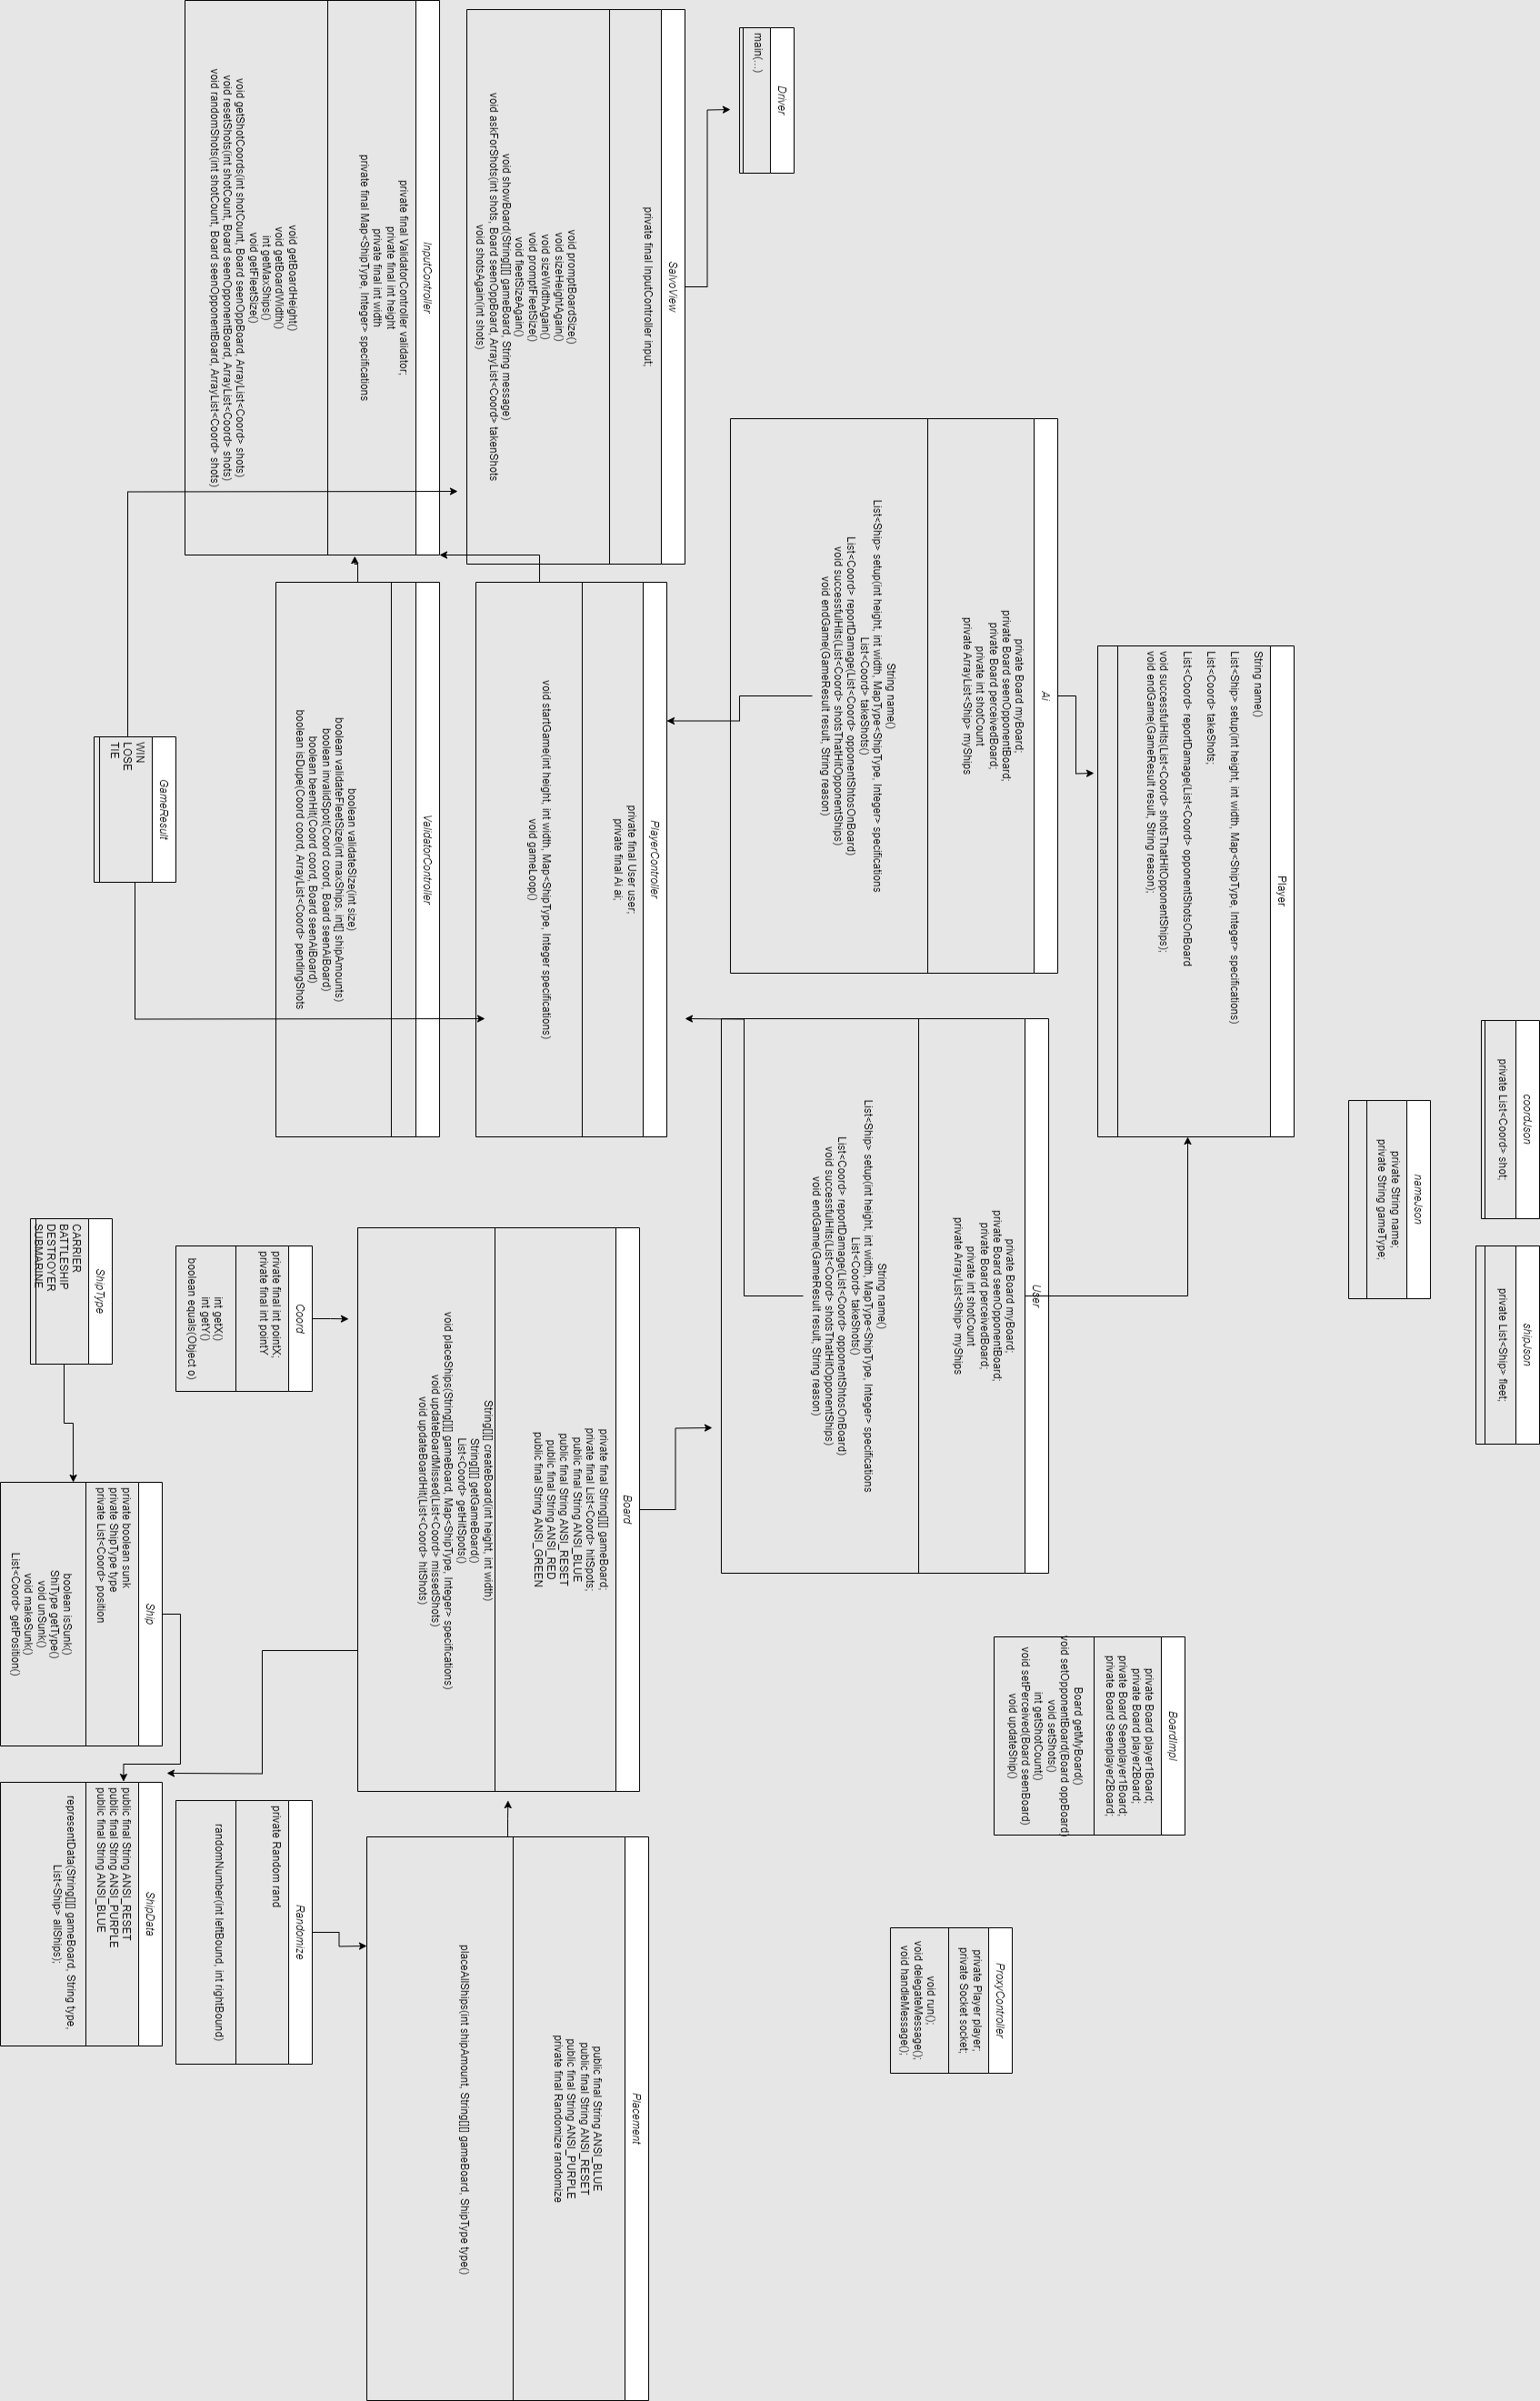 coordJson
private List<Coord> shot;
shipJson
private List<Ship> fleet;
nameJson
private String name;
private String gameType;
Player
String name()
List<Ship> setup(int height, int width, Map<ShipType, Integer> specifications)
List<Coord> takeShots;
List<Coord> reportDamage(List<Coord> opponentShotsOnBoard
void successfulHits(List<Coord> shotsThatHitOpponentShips);
void endGame(GameResult result, String reason);
BoardImpl
private Board player1Board;
private Board player2Board;
private Board Seenplayer1Board;
private Board Seenplayer2Board;
Board getMyBoard()
void setOpponentBoard(Board oppBoard)
void setShots()
int getShotCount()
void setPerceived(Board seenBoard)
void updateShip()
Ai
private Board myBoard;
private Board seenOpponentBoard;
private Board perceivedBoard;
private int shotCount
private ArrayList<Ship> myShips
String name()
List<Ship> setup(int height, int width, MapType<ShipType, Integer> specifications
List<Coord> takeShots()
List<Coord> reportDamage(List<Coord> opponentShtosOnBoard)
void successfulHits(List<Coord> shotsThatHitOpponentShips)
void endGame(GameResult result, String reason)
User
private Board myBoard;
private Board seenOpponentBoard;
private Board perceivedBoard;
private int shotCount
private ArrayList<Ship> myShips
String name()
List<Ship> setup(int height, int width, MapType<ShipType, Integer> specifications
List<Coord> takeShots()
List<Coord> reportDamage(List<Coord> opponentShtosOnBoard)
void successfulHits(List<Coord> shotsThatHitOpponentShips)
void endGame(GameResult result, String reason)
ProxyController
private Player player;
private Socket socket;
void run();
void delegateMessage();
void handleMessage();
Driver
main(...)
SalvoView
private final InputController input;
void promptBoardSize()
void sizeHeightAgain()
void sizeWidthAgain()
void promptFleetSize()
void fleetSizeAgain()
void showBoard(String[][] gameBoard, String message)
void askForShots(int shots, Board seenOppBoard, ArrayList<Coord> takenShots
void shotsAgain(int shots)
PlayerController
private final User user;
private final Ai ai;
void startGame(int height, int width, Map<ShipType, Integer specifications)
void gameLoop()
Board
private final String[][] gameBoard;
private final List<Coord> hitSpots;
public final String ANSI_BLUE
public final String ANSI_RESET
public final String ANSI_RED
public final String ANSI_GREEN
String[][] createBoard(int height, int width)
String[][] getGameBoard()
List<Coord> getHitSpots()
void placeShips(String[][] gameBoard, Map<ShipType, Integer> specifications)
void updateBoardMissed(List<Coord> missedShots)
void updateBoardHit(List<Coord> hitShots)
Placement
public final String ANSI_BLUE
public final String ANSI_RESET
public final String ANSI_PURPLE
private final Randomize randomize
placeAllShips(int shipAmount, String[][] gameBoard, ShipType type()
InputController
private final ValidatorController validator;
private final int height
private final int width
private final Map<ShipType, Integer> specifications
void getBoardHeight()
void getBoardWidth()
int getMaxShips()
void getFleetSize()
void getShotCoords(int shotCount, Board seenOppBoard, ArrayList<Coord> shots)
void resetShots(int shotCount, Board seenOpponentBoard, ArrayList<Coord> shots)
void randomShots(int shotCount, Board seenOpponentBoard, ArrayList<Coord> shots)
ValidatorController
boolean validateSize(int size)
boolean validateFleetSize(int maxShips, int[] shipAmounts)
boolean invalidSpot(Coord coord, Board seenAiBoard)
boolean beenHit(Coord coord, Board seenAiBoard)
boolean isDupe(Coord coord, ArrayList<Coord> pendingShots
Coord
private final int pointX;
private final int pointY
int getX()
int getY()
boolean equals(Object o)
Randomize
private Random rand
randomNumber(int leftBound, int rightBound)
GameResult
WIN
LOSE
TIE
ShipType
CARRIER
BATTLESHIP
DESTROYER
SUBMARINE
Ship
private boolean sunk
private ShipType type
private List<Coord> position
boolean isSunk()
ShiType getType()
void unSunk()
void makeSunk()
List<Coord> getPosition()
ShipData
public final String ANSI_RESET
public final String ANSI_PURPLE
public final String ANSI_BLUE
representData(String[][] gameBoard, String type,
List<Ship> allShips);